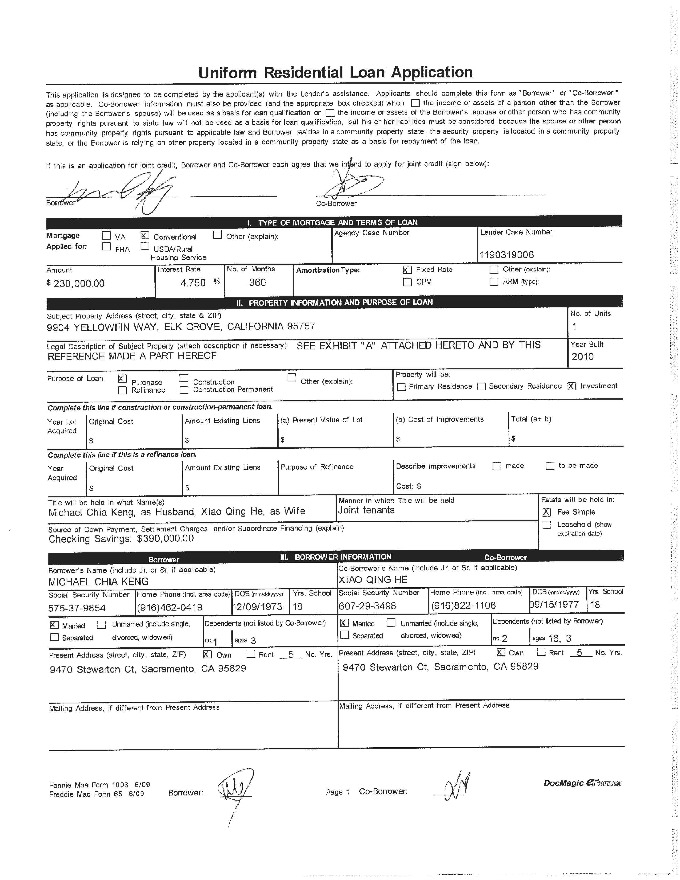 Uniform Residential Loan Application
This application is designed to be completed by the applicant(s) with the Lender's assistance. Applicants should complete this form as "Borrower" or "Co-Borrower,"
as applicable. Co-Borrower information must also be provided (and the appropriate box checked) when the income or assets of a person other than the Borrower
(including the Borrower's spouse) will be used as a basis for loan qualification or the income or assets of the Borrower's spouse or other person who has community
property rights pursuant to state law will not be used as a basis for loan qualification, but his or her liabilities must be considered because the spouse or other person
has community property rights pursuant to applicable law and Borrower resides in a community property state, the security property is located in a community property
state, or the Borrower is relying on other property located in a community property state as a basis for repayment of the loan.
If this is an application for joint credit, Borrower and Co-Borrower each agree that we intend to apply for joint credit (sign below):
Borrower Co-Borrower
I. TYPE OF MORTGAGE AND TERMS OF LOAN
Mortgage VA X Conventional Other (explain): Agency Case Number Lender Case Number
Applied for: FHA USDA/Rural
Housing Service
Amount Interest Rate No. of Months Amortization Type: X Fixed Rate Other (explain):
$ 4.750 % 360 GPM ARM (type):
II. PROPERTY INFORMATION AND PURPOSE OF LOAN
Subject Property Address (street, city, state & ZIP) No. of Units
9904 YELLOWFIN WAY, ELK GROVE, CALIFORNIA 95757 1
Legal Description of Subject Property (attach description if necessary) SEE EXHIBIT "A" ATTACHED HERETO AND BY THIS Year Built
REFERENCE MADE A PART HEREOF 2010
Purpose of Loan X Purchase Construction Other (explain): Property will be:
Refinance Construction-Permanent Primary Residence Secondary Residence X Investment
Complete this line if construction or construction-permanent loan.
Year Lot Original Cost Amount Existing Liens (a) Present Value of Lot (b) Cost of Improvements Total (a+b)
Acquired $ $ $ $ $
Complete this line if this is a refinance loan.
Year Original Cost Amount Existing Liens Purpose of Refinance Describe Improvements made to be made
Acquired $ $ Cost: $
Title will be held in what Name(s) Manner in which Title will be held Estate will be held in:
Michael Chia Keng, as Husband, Xiao Qing He, as Wife Joint tenants X Fee Simple
Source of Down Payment, Settlement Charges, and/or Subordinate Financing (explain) Leasehold (show
Checking Savings: $390,000.00 expiration date)
Borrower III. BORROWER INFORMATION Co-Borrower
Borrower's Name (include Jr. or Sr. if applicable) Co-Borrower's Name (include Jr. or Sr. if applicable)
MICHAEL CHIA KENG XIAO QING HE
Social Security Number Home Phone (incl. area code) DOB (mm/dd/yyyy) Yrs. School Social Security Number Home Phone (incl. area code) DOB (mm/dd/yyyy) Yrs. School
12/09/1973 18 18
X Married Unmarried (include single, Dependents (not listed by Co-Borrower) X Married Unmarried (include single, Dependents (not listed by Borrower)
Separated divorced, widowed) no. 1 ages 3 Separated divorced, widowed) no. 2 ages
Present Address (street, city, state, ZIP) X Own Rent 5 No. Yrs. Present Address (street, city, state, ZIP) X Own Rent 5 No. Yrs.
9470 Stewarton Ct, Sacramento, CA 95829 9470 Stewarton Ct, Sacramento, CA 95829
Mailing Address, if different from Present Address Mailing Address, if different from Present Address
Fannie Mae Form 1003 6/09
Freddie Mac Form 65 6/09 Borrower: Page 1 Co-Borrower: DocMagic